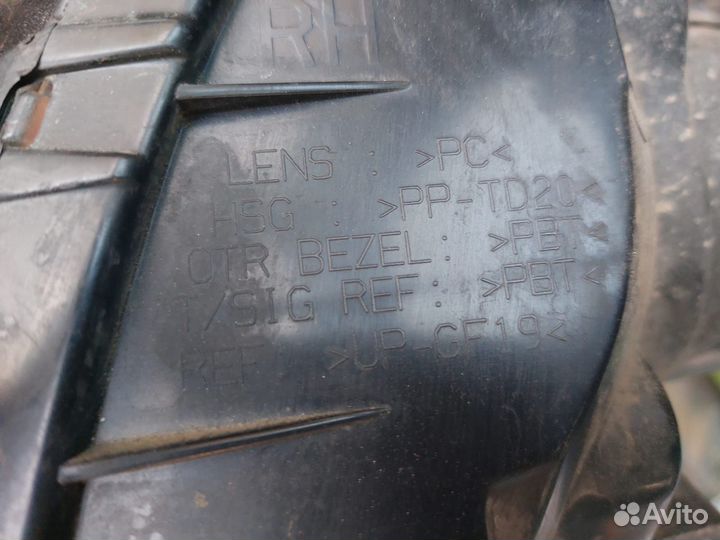 RH
LENS : >PC<
HSG : >PP-TD20<
OTR BEZEL: >PBT<
T/SIG REF: >PBT<
REF : >UP-GF19<
Avito